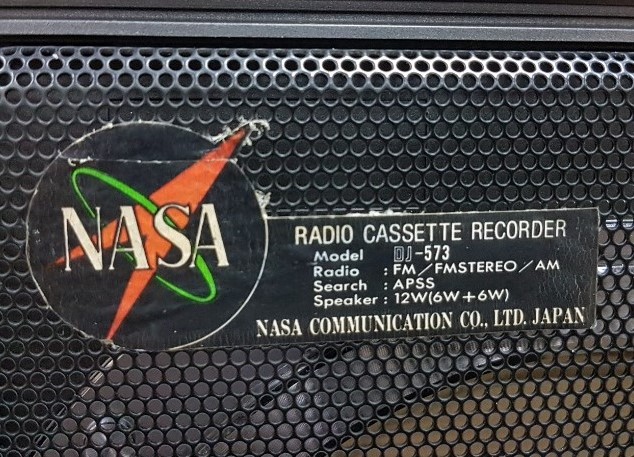 NASA
RADIO CASSETTE RECORDER
Model DJ-573
Radio : FM/FMSTEREO/AM
Search : APSS
Speaker : 12W(6W+6W)
NASA COMMUNICATION CO., LTD. JAPAN